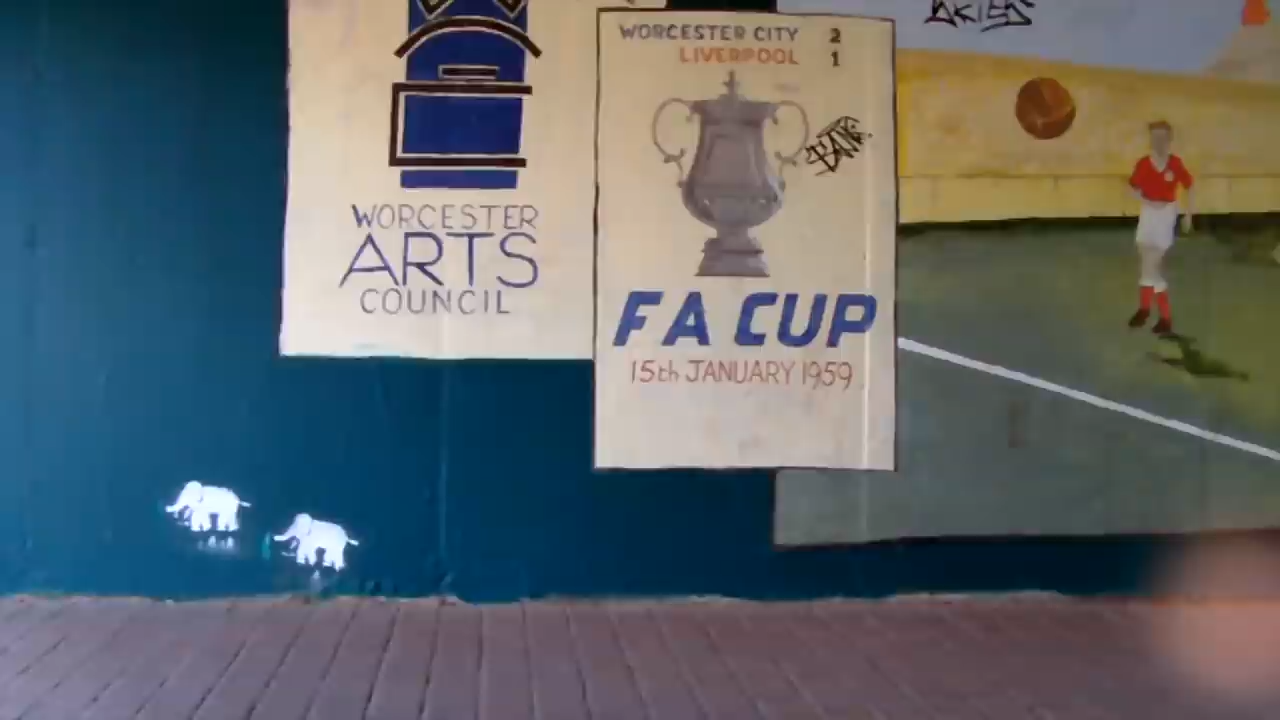 WORCESTER
ARTS
COUNCIL
WORCESTER CITY 2
LIVERPOOL 1
FA CUP
15th JANUARY 1959